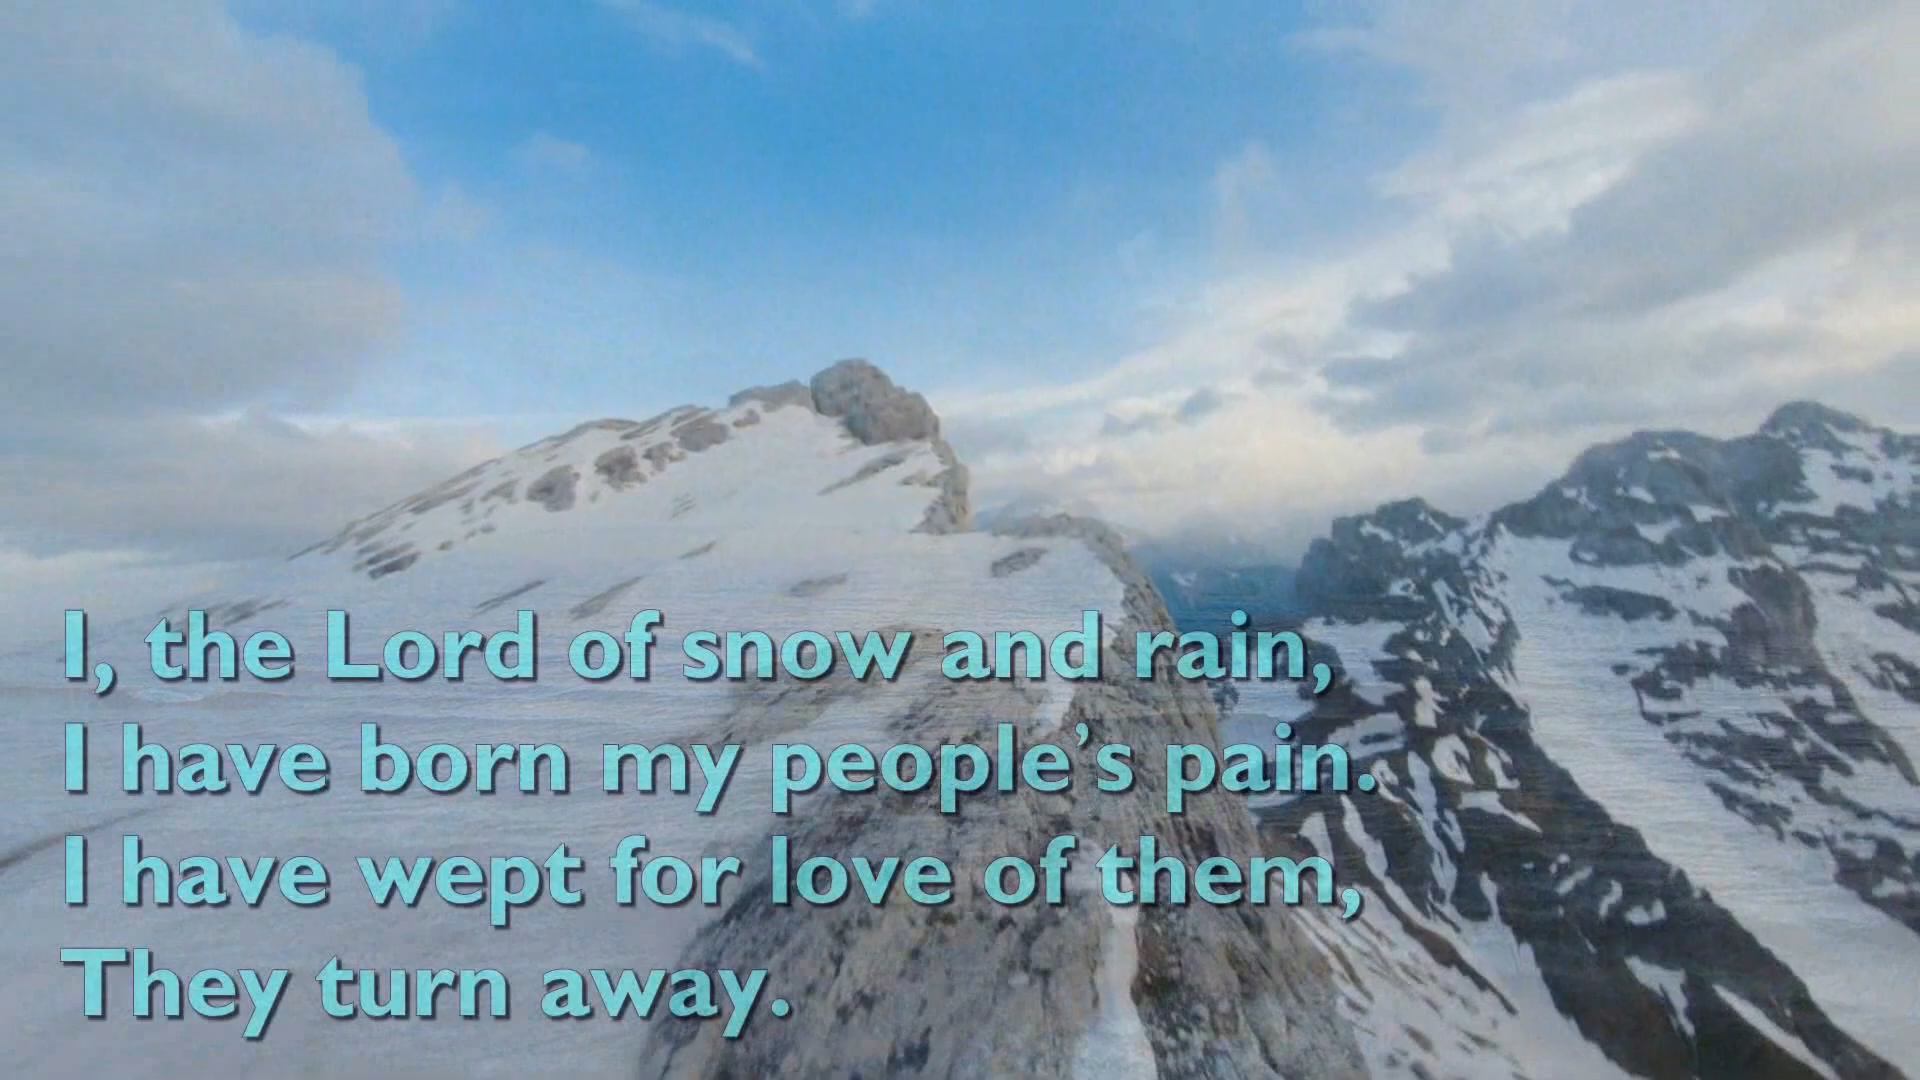 I, the Lord of snow and rain,
I have born my people’s pain.
I have wept for love of them,
They turn away.